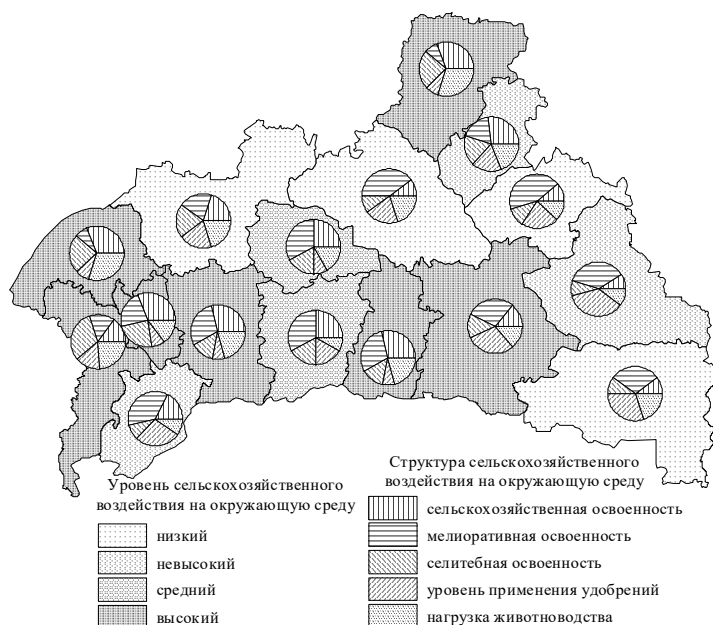 Уровень сельскохозяйственного
воздействия на окружающую среду
низкий
невысокий
средний
высокий
Структура сельскохозяйственного
воздействия на окружающую среду
сельскохозяйственная освоенность
мелиоративная освоенность
селитебная освоенность
уровень применения удобрений
нагрузка животноводства